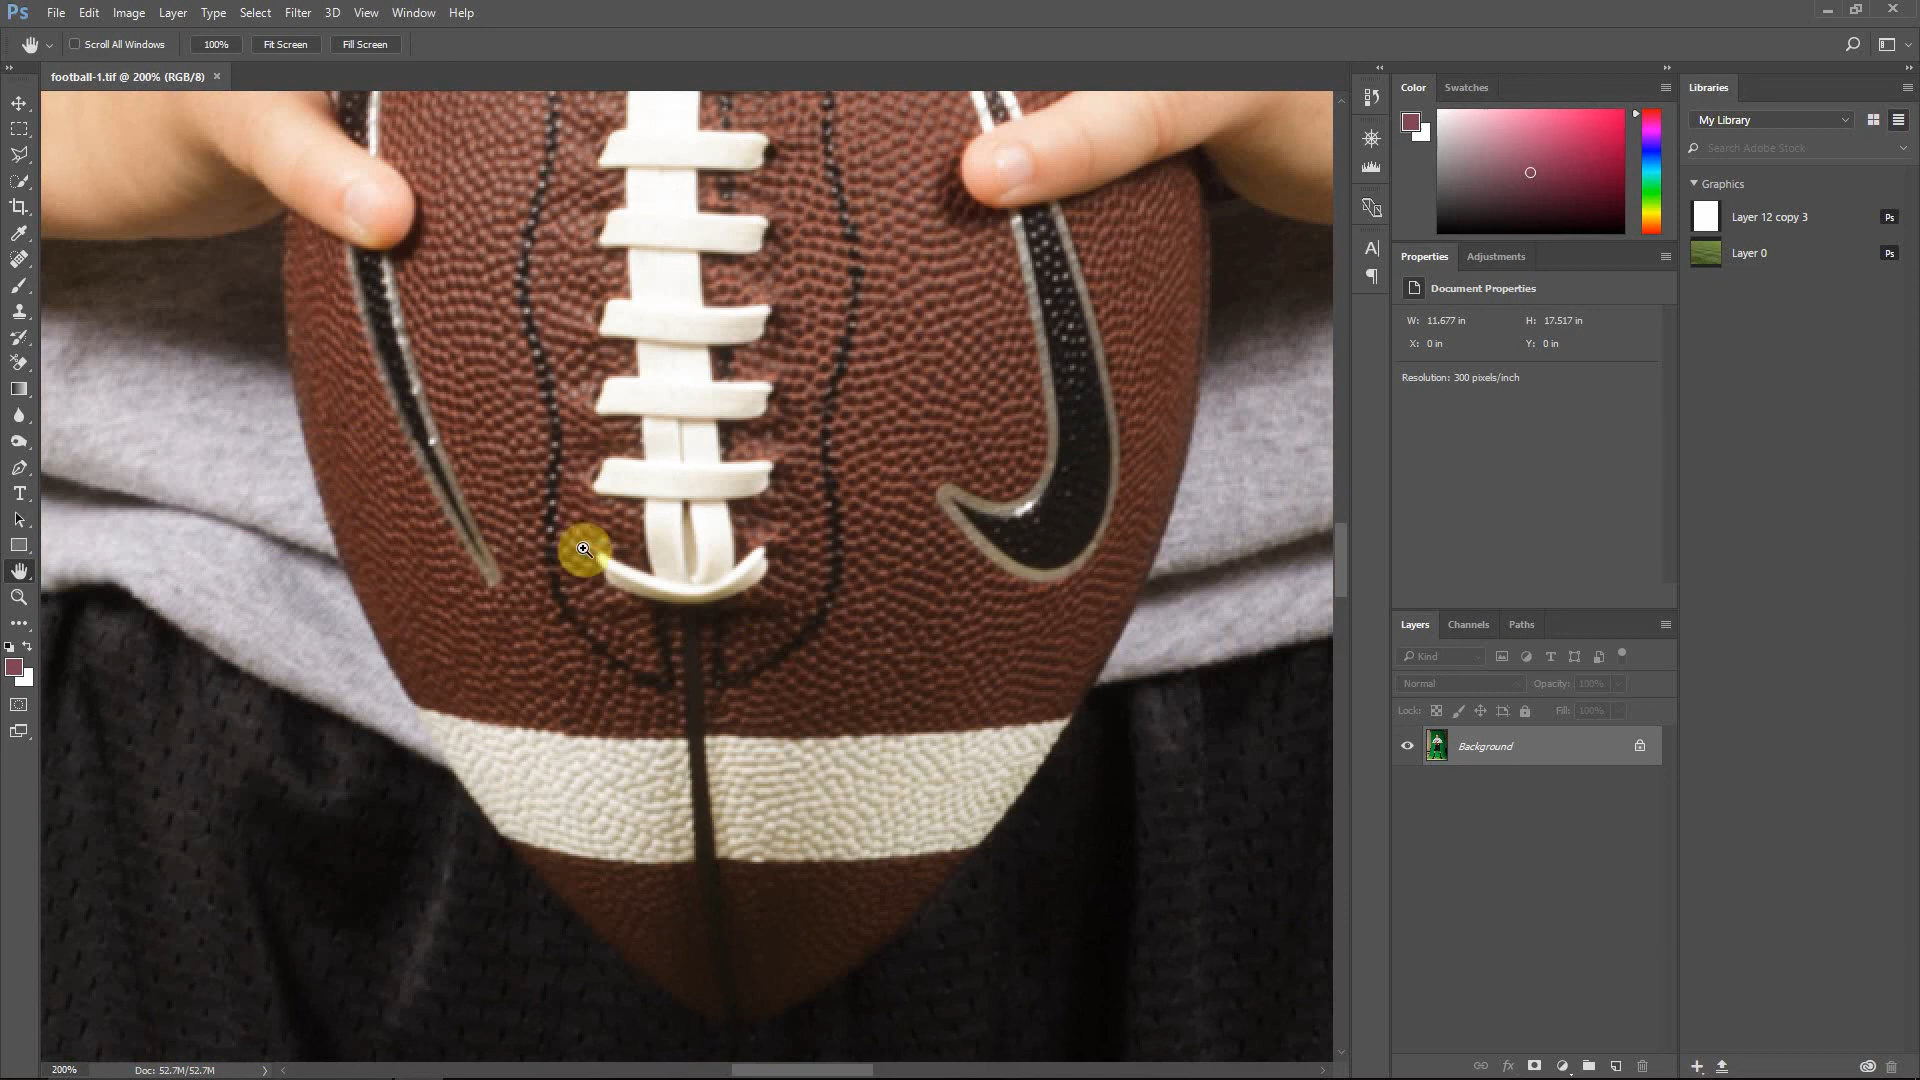 Ps File Edit Image Layer Type Select Filter 3D View Window Help
Scroll All Windows 100% Fit Screen Fill Screen
football-1.tif @ 200% (RGB/8) ×
Color Swatches
Libraries
My Library
Search Adobe Stock
Graphics
Layer 12 copy 3 Ps
Layer 0 Ps
Properties Adjustments
Document Properties
W: 11.677 in H: 17.517 in
X: 0 in Y: 0 in
Resolution: 300 pixels/inch
Layers Channels Paths
Kind
Normal Opacity: 100%
Lock: Fill: 100%
Background
200% Doc: 52.7M/52.7M